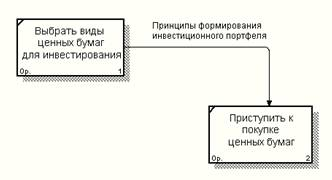 Выбрать виды
ценных бумаг
для инвестирования
0р.
1
Принципы формирования
инвестиционного портфеля
Приступить к
покупке
ценных бумаг
0р.
2